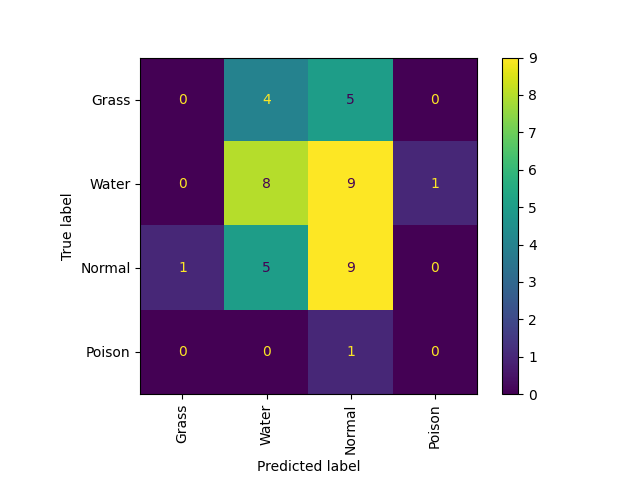 Grass 0 4 5 0
Water 0 8 9 1
Normal 1 5 9 0
Poison 0 0 1 0
Grass Water Normal Poison
Predicted label
True label
9
8
7
6
5
4
3
2
1
0